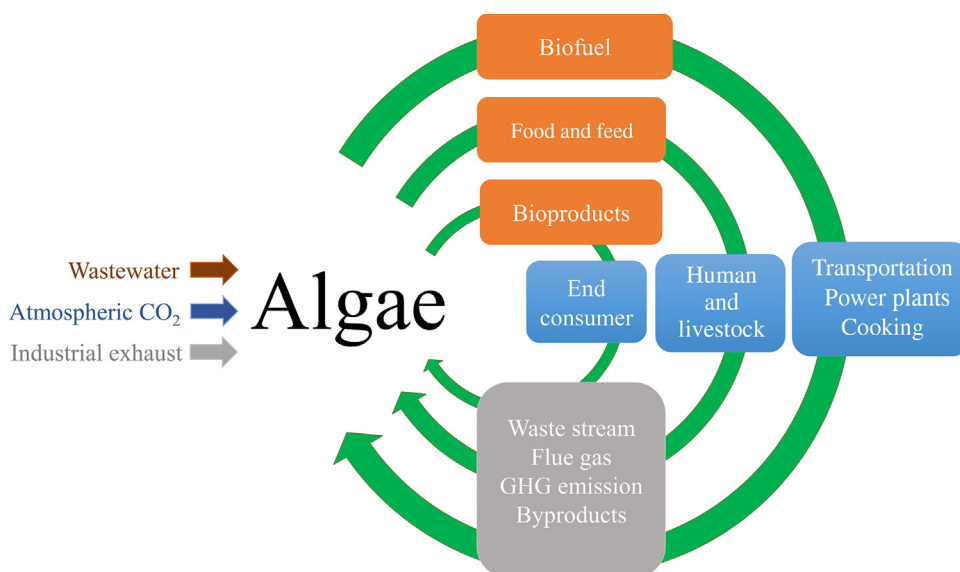 Biofuel
Food and feed
Bioproducts
Wastewater
Atmospheric CO₂
Industrial exhaust
Algae
End
consumer
Human
and
livestock
Transportation
Power plants
Cooking
Waste stream
Flue gas
GHG emission
Byproducts